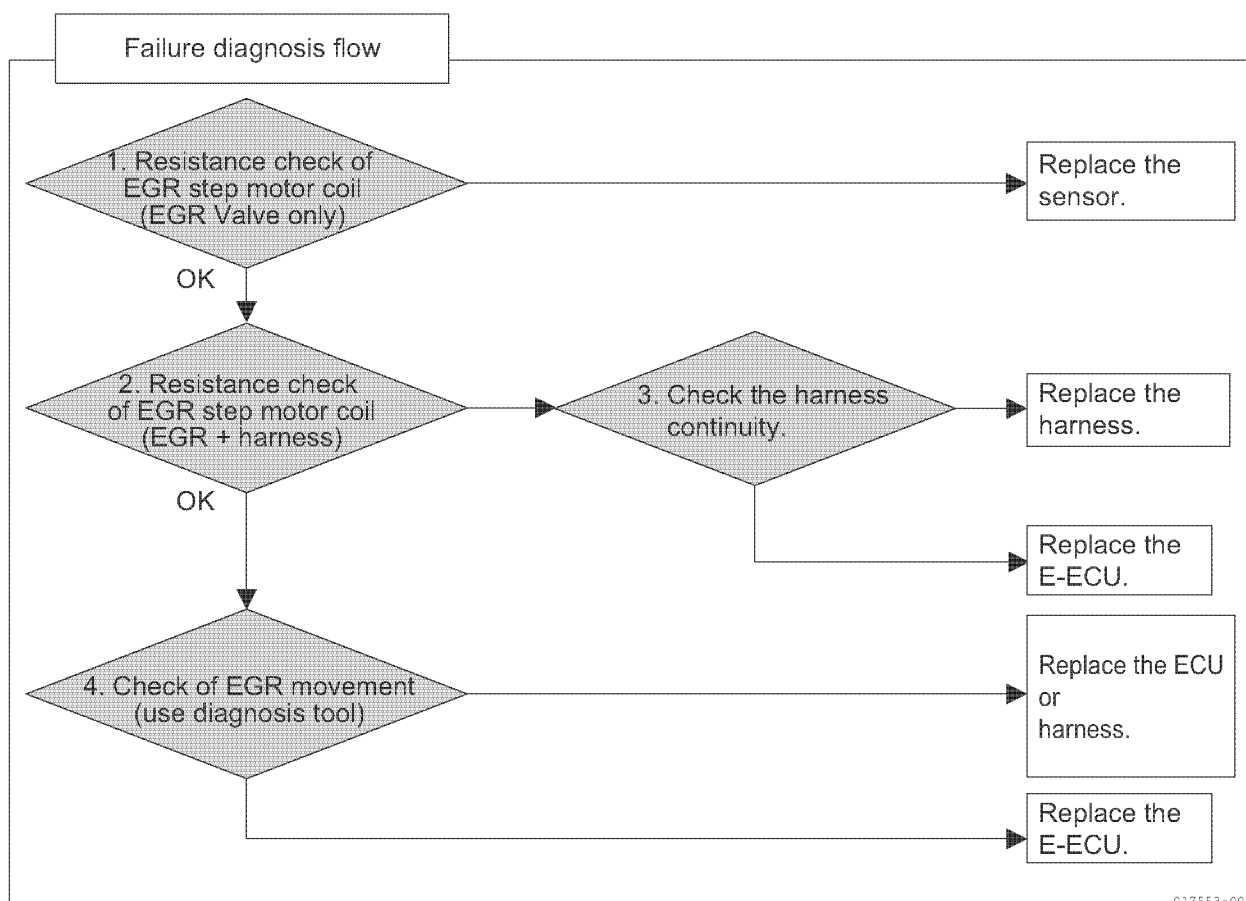 Failure diagnosis flow
1. Resistance check of
EGR step motor coil
(EGR Valve only)
Replace the
sensor.
OK
2. Resistance check
of EGR step motor coil
(EGR + harness)
3. Check the harness
continuity.
Replace the
harness.
OK
Replace the
E-ECU.
4. Check of EGR movement
(use diagnosis tool)
Replace the ECU
or
harness.
Replace the
E-ECU.